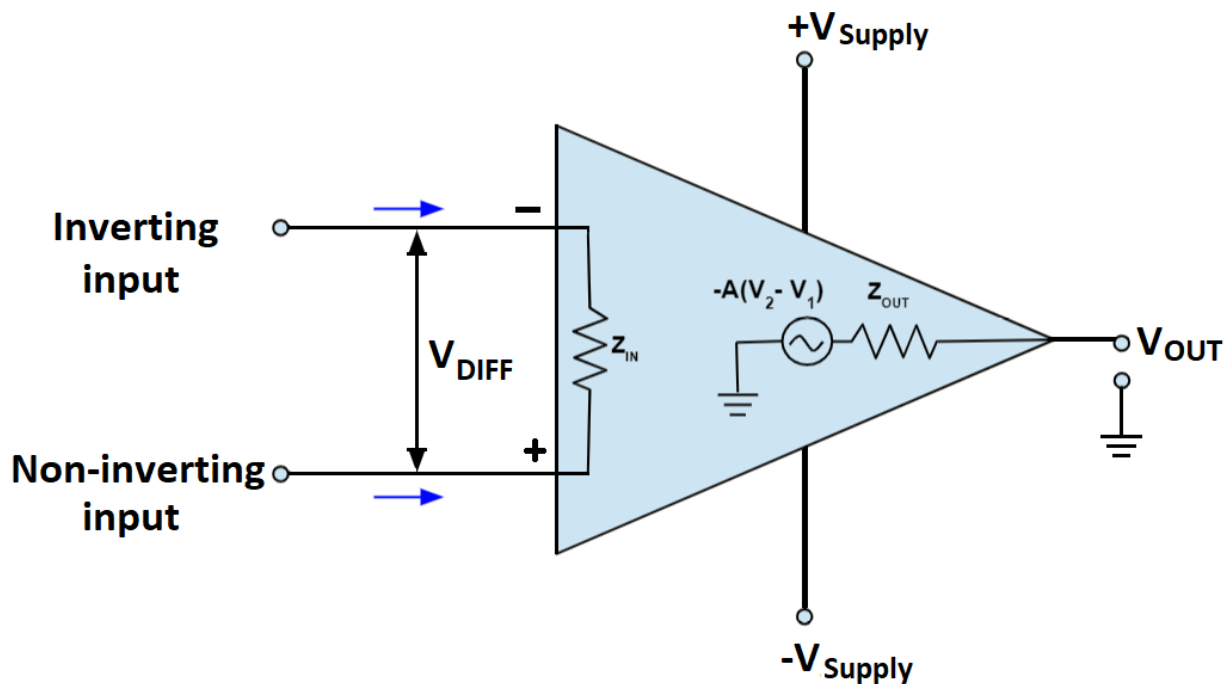 +VSupply
Inverting
input
−
-A(V2- V1)
ZOUT
ZIN
VDIFF
VOUT
+
Non-inverting
input
-VSupply